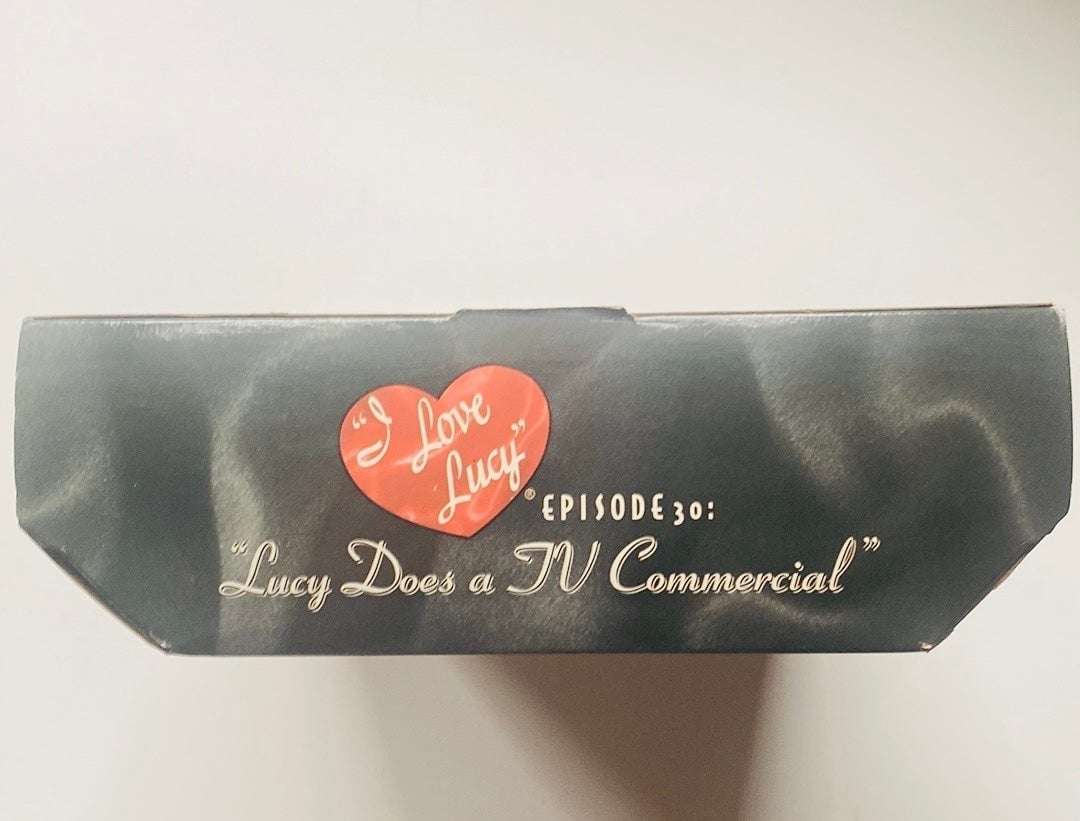 “I Love
Lucy”®
EPISODE 30:
“Lucy Does a TV Commercial”